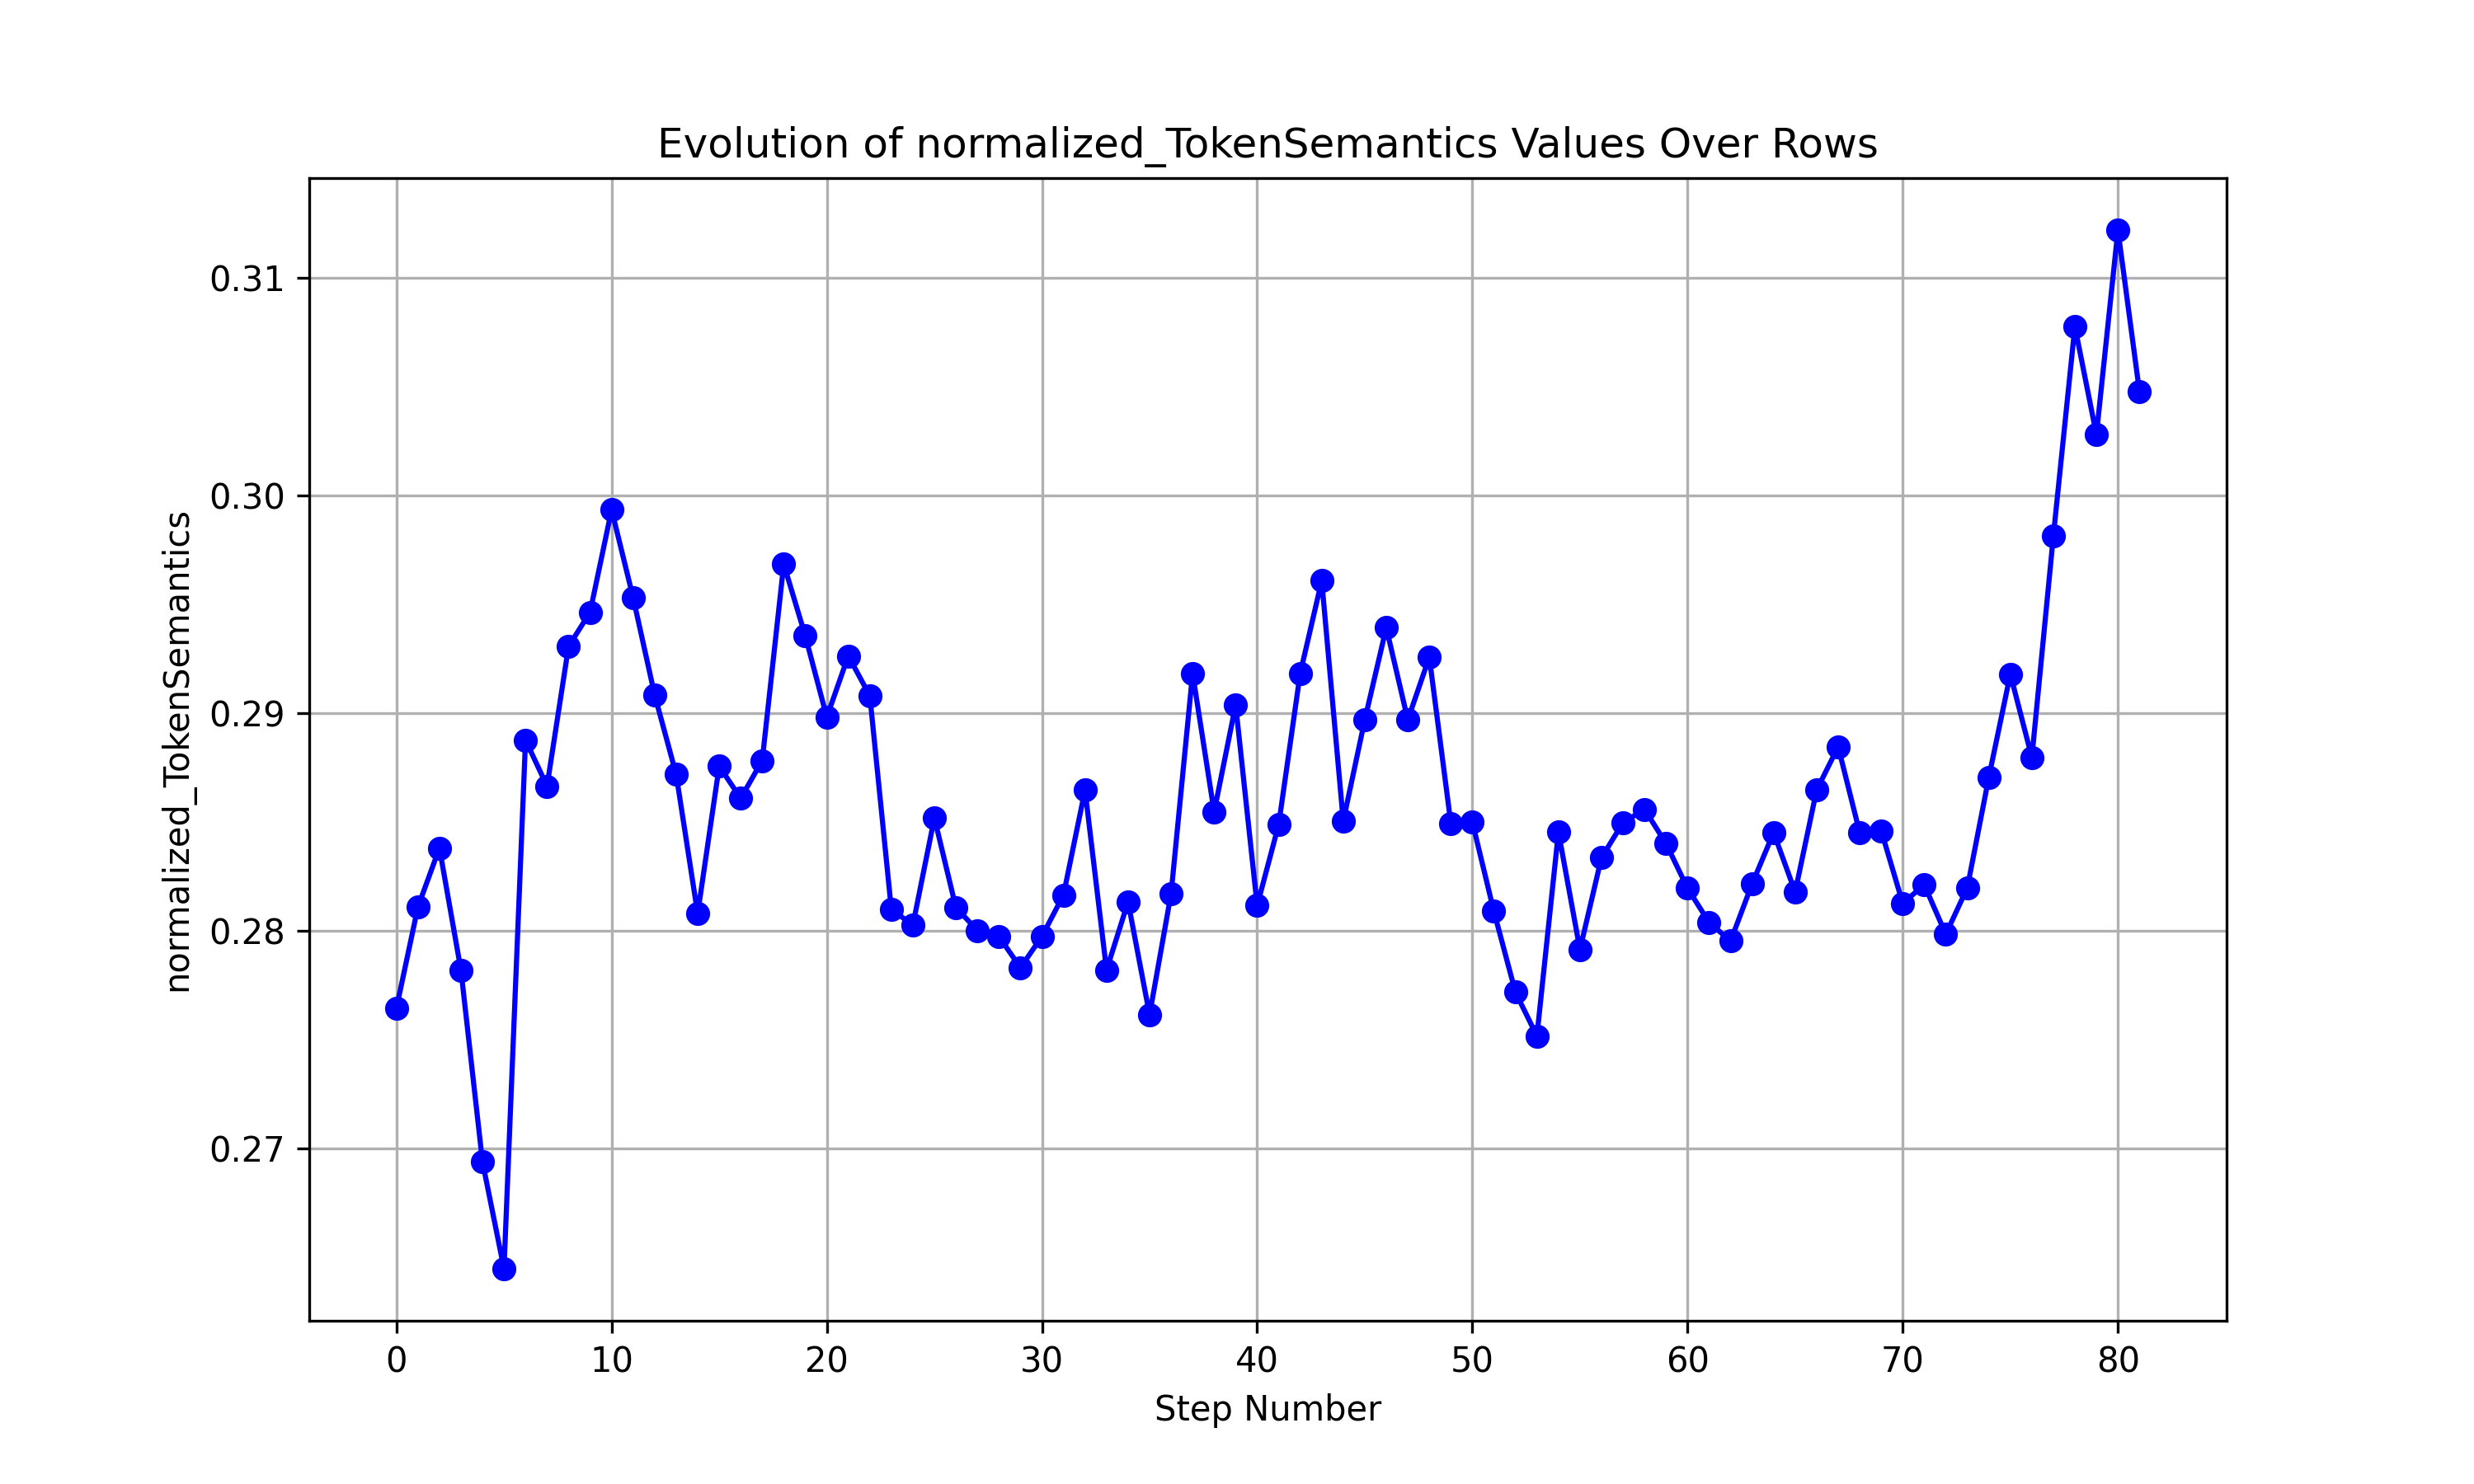 Evolution of normalized_TokenSemantics Values Over Rows
0.31
0.30
0.29
0.28
0.27
normalized_TokenSemantics
0 10 20 30 40 50 60 70 80
Step Number